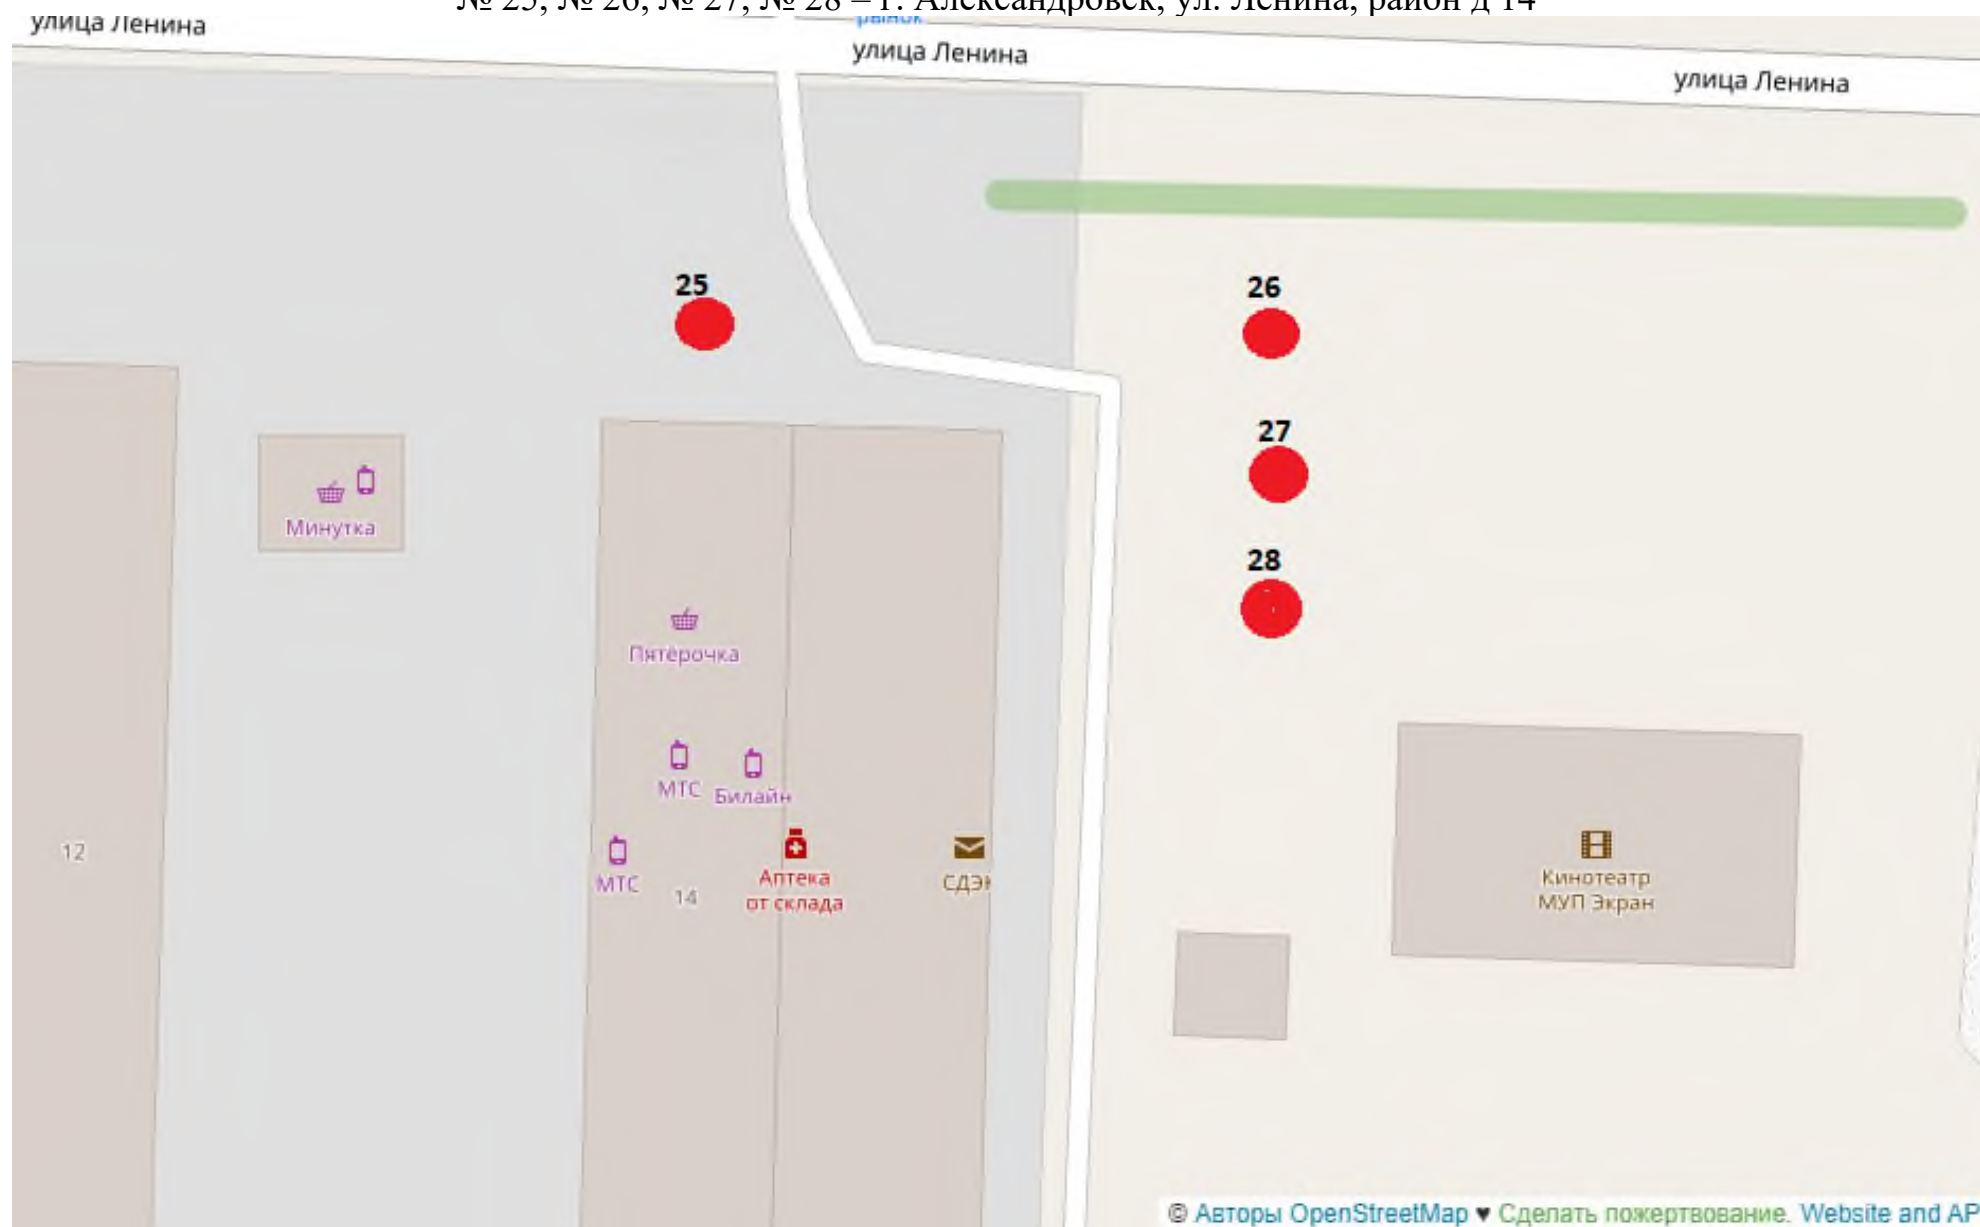 № 25, № 26, № 27, № 28 – г. Александровск, ул. Ленина, район д 14
рынок
улица Ленина
улица Ленина
улица Ленина
25
26
27
28
Минутка
Пятёрочка
МТС
Билайн
12
МТС
14
Аптека
от склада
СДЭК
Кинотеатр
МУП Экран
© Авторы OpenStreetMap ♥ Сделать пожертвование. Website and AP